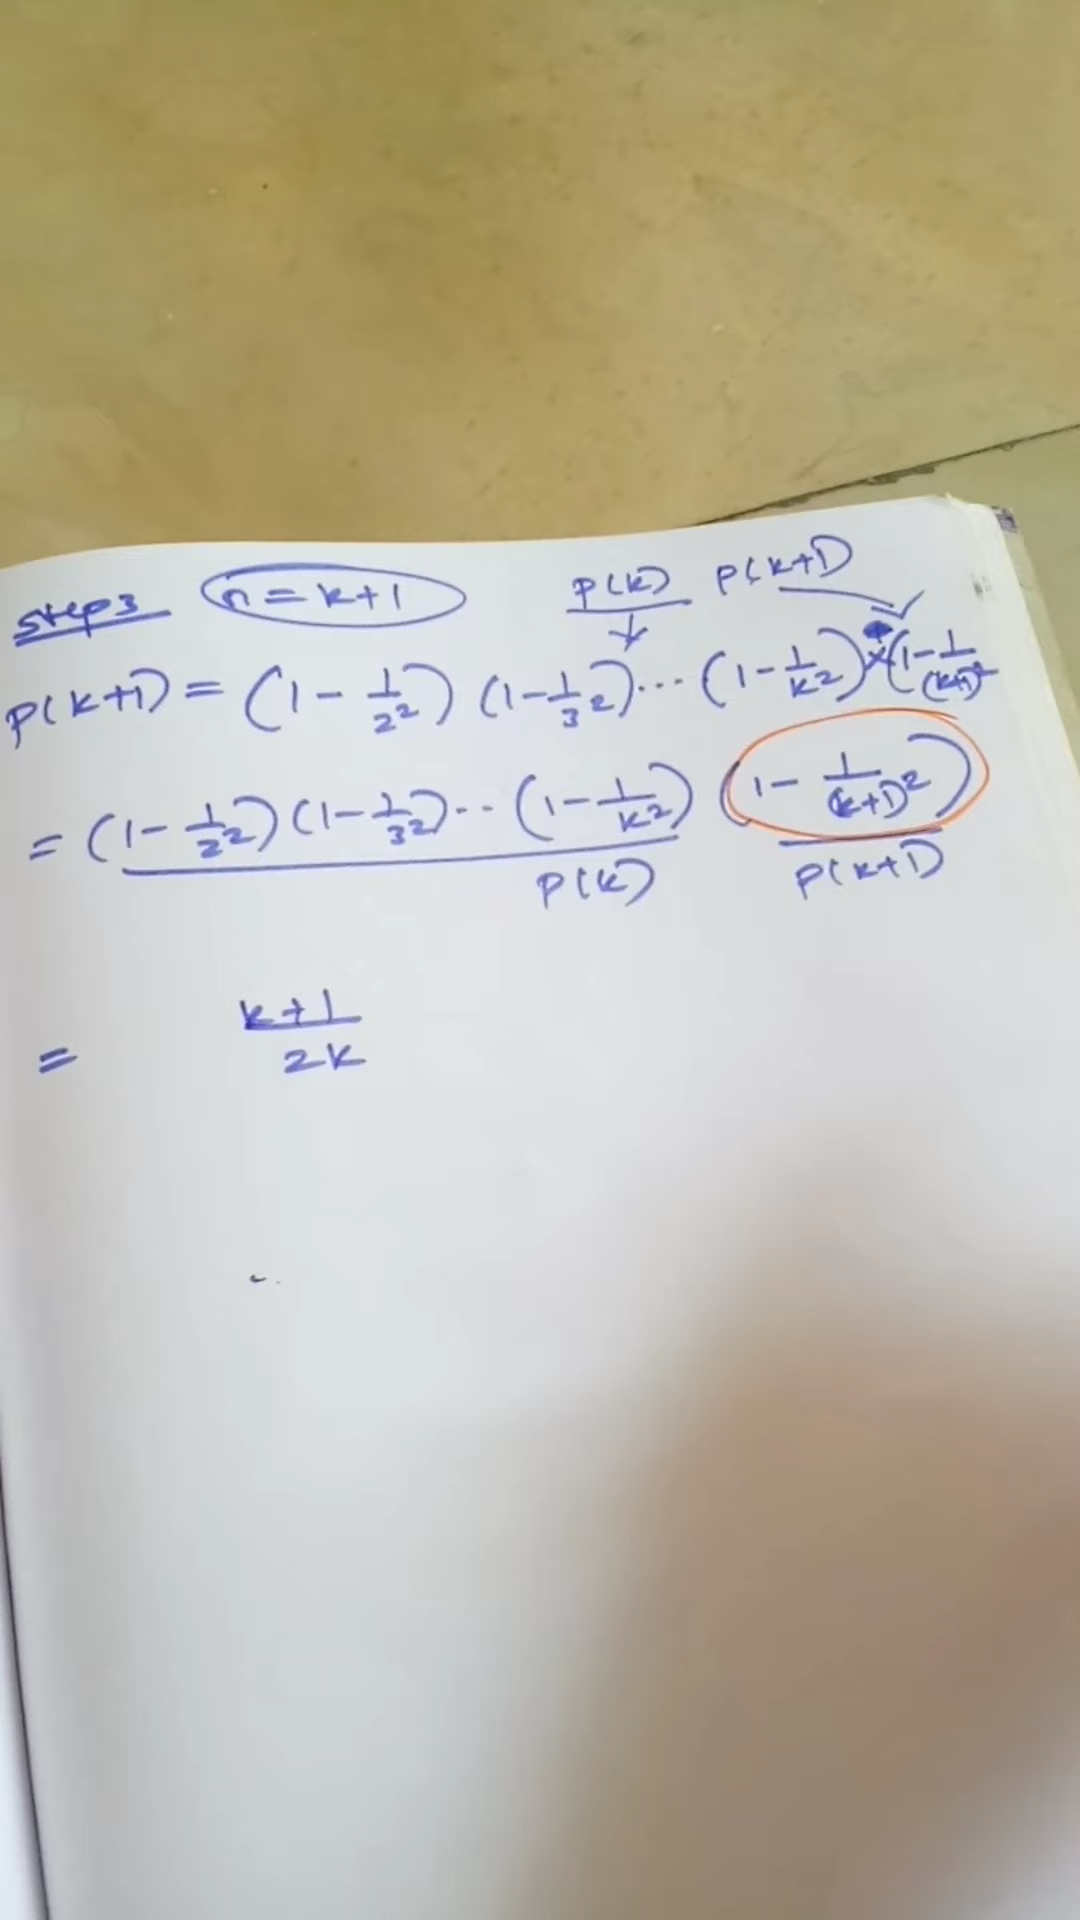 step3 n = k+1 P(k) P(k+1)
P(k+1) = (1 - 1/2²) (1 - 1/3²) ... (1 - 1/k²) × (1 - 1/(k+1)²
= (1 - 1/2²) (1 - 1/3²) .. (1 - 1/k²) (1 - 1/(k+1)²)
P(k) P(k+1)
= k+1/2k